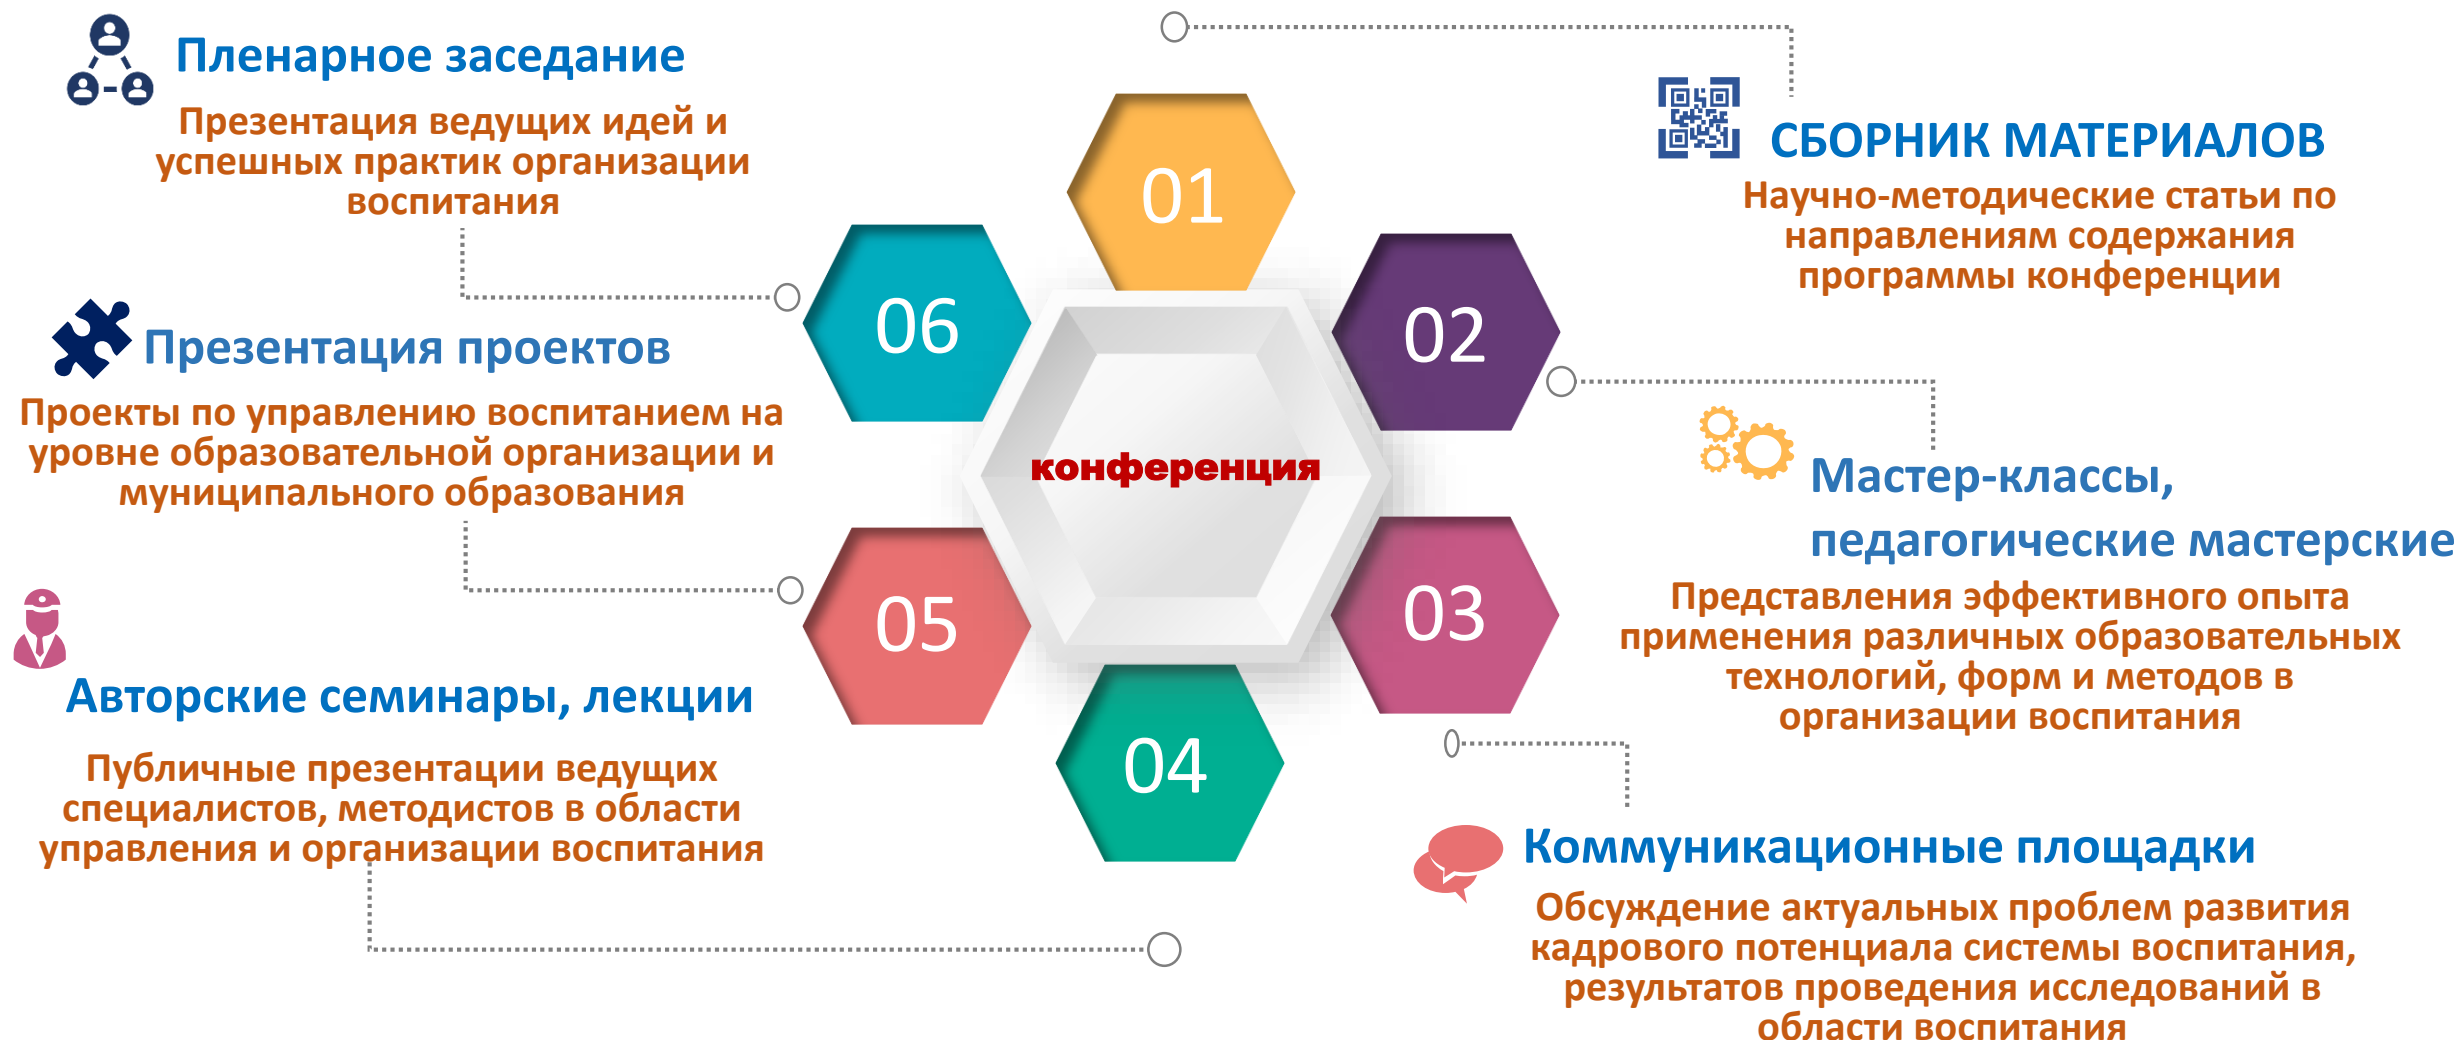 Пленарное заседание
Презентация ведущих идей и
успешных практик организации
воспитания
Презентация проектов
Проекты по управлению воспитанием на
уровне образовательной организации и
муниципального образования
Авторские семинары, лекции
Публичные презентации ведущих
специалистов, методистов в области
управления и организации воспитания
01
02
03
04
05
06
конференция
СБОРНИК МАТЕРИАЛОВ
Научно-методические статьи по
направлениям содержания
программы конференции
Мастер-классы,
педагогические мастерские
Представления эффективного опыта
применения различных образовательных
технологий, форм и методов в
организации воспитания
Коммуникационные площадки
Обсуждение актуальных проблем развития
кадрового потенциала системы воспитания,
результатов проведения исследований в
области воспитания